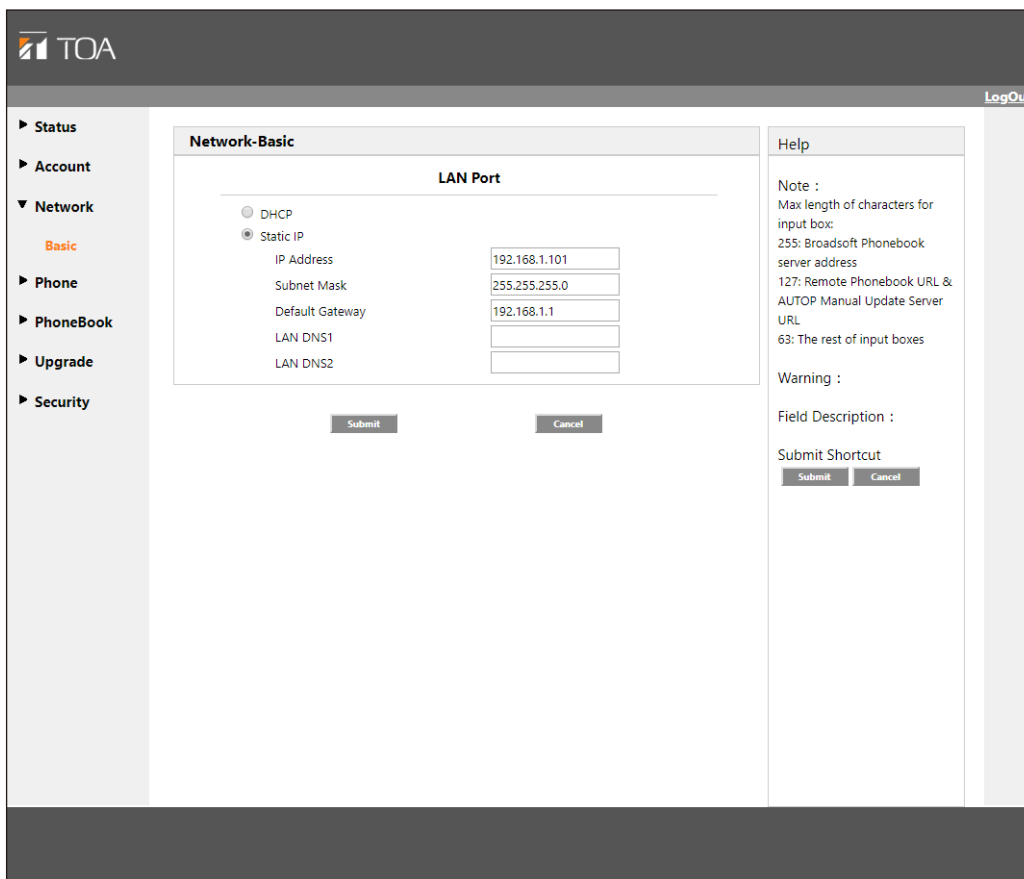 TOA
LogOu
Status
Account
Network
Basic
Phone
PhoneBook
Upgrade
Security
Network-Basic
LAN Port
DHCP
Static IP
IP Address 192.168.1.101
Subnet Mask 255.255.255.0
Default Gateway 192.168.1.1
LAN DNS1
LAN DNS2
Submit Cancel
Help
Note :
Max length of characters for
input box:
255: Broadsoft Phonebook
server address
127: Remote Phonebook URL &
AUTOP Manual Update Server
URL
63: The rest of input boxes
Warning :
Field Description :
Submit Shortcut
Submit Cancel